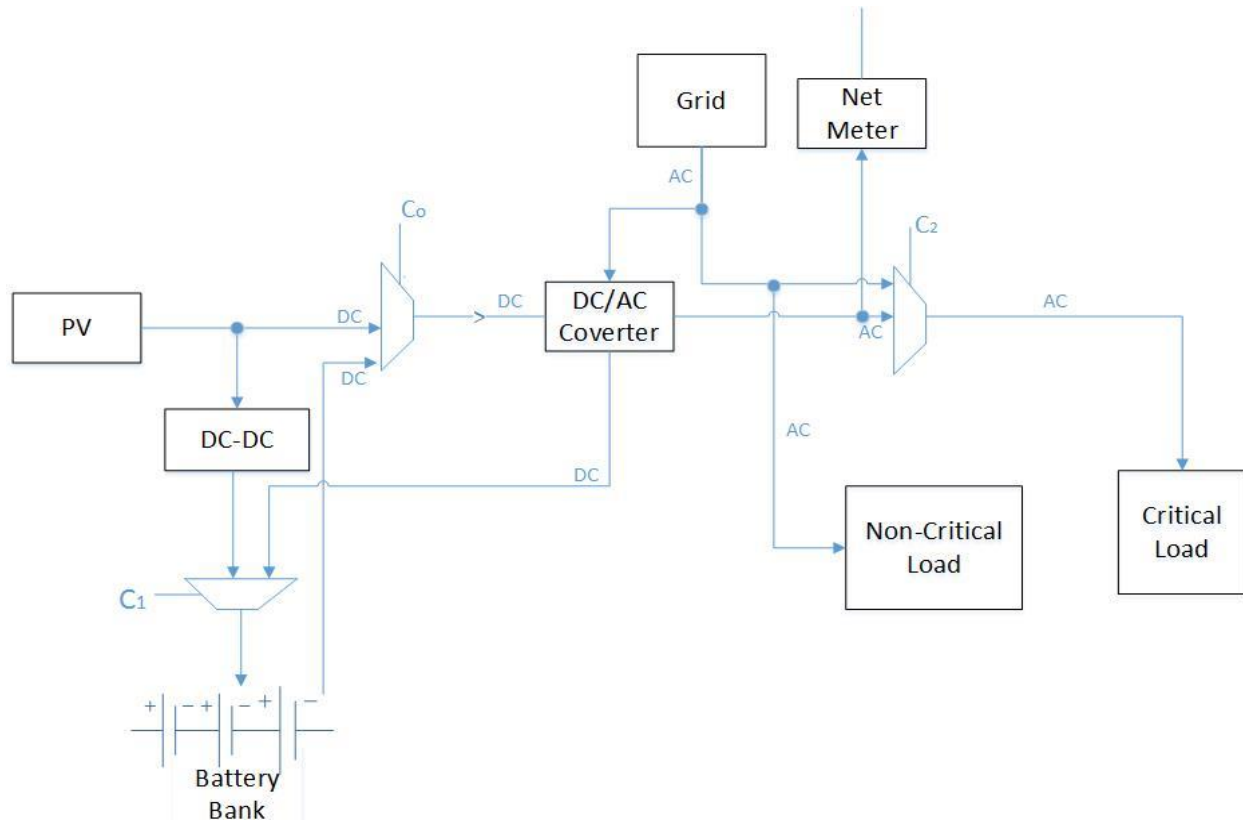 Grid
Net
Meter
AC
C₀
C₂
PV
DC
DC
DC/AC
Coverter
AC
AC
DC
DC-DC
AC
DC
Non-Critical
Load
Critical
Load
C₁
+ − + − + −
Battery
Bank